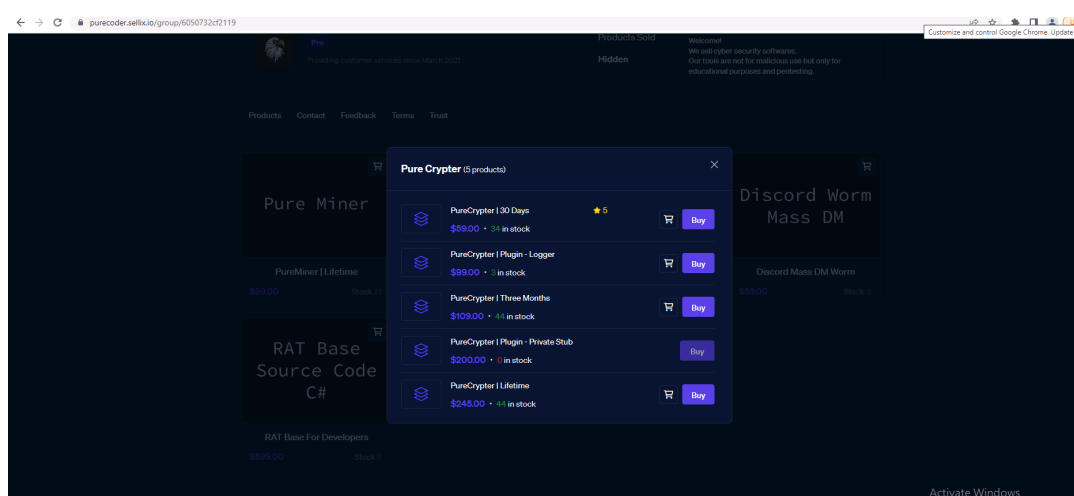 purecoder.sellix.io/group/6050732cf2119
Customize and control Google Chrome. Update
Pro
Providing customer services since March 2021
Products Sold
Hidden
Welcome!
We sell cyber security softwares.
Our tools are not for malicious use but only for
educational purposes and pentesting.
Products Contact Feedback Terms Trust
Pure Crypter (5 products)
PureCrypter | 30 Days 5
$59.00 • 34 in stock
Buy
PureCrypter | Plugin - Logger
$99.00 • 3 in stock
Buy
PureCrypter | Three Months
$109.00 • 44 in stock
Buy
PureCrypter | Plugin - Private Stub
$200.00 • 0 in stock
Buy
PureCrypter | Lifetime
$245.00 • 44 in stock
Buy
Pure Miner
PureMiner | Lifetime
$99.00 Stock
Discord Worm
Mass DM
Discord Mass DM Worm
Stock
RAT Base
Source Code
C#
RAT Base For Developers
Stock
Activate Windows